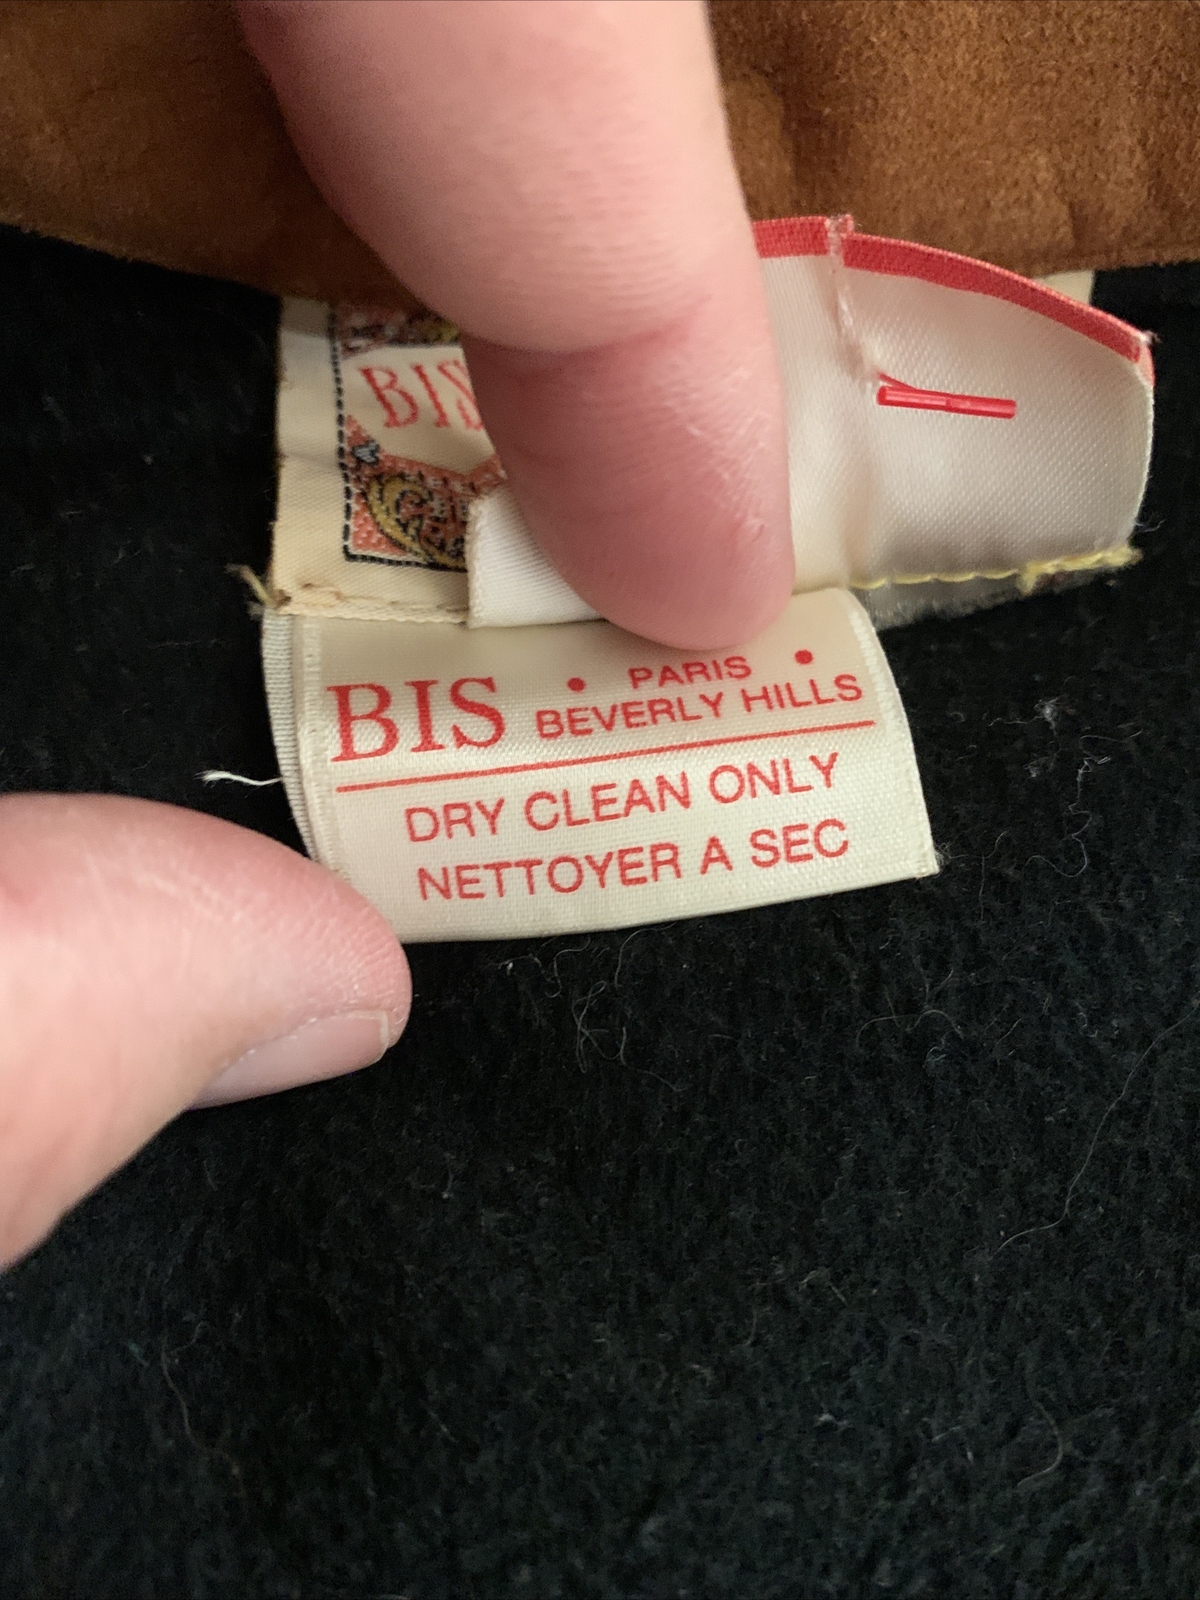 BIS
BIS • PARIS •
BEVERLY HILLS
DRY CLEAN ONLY
NETTOYER A SEC